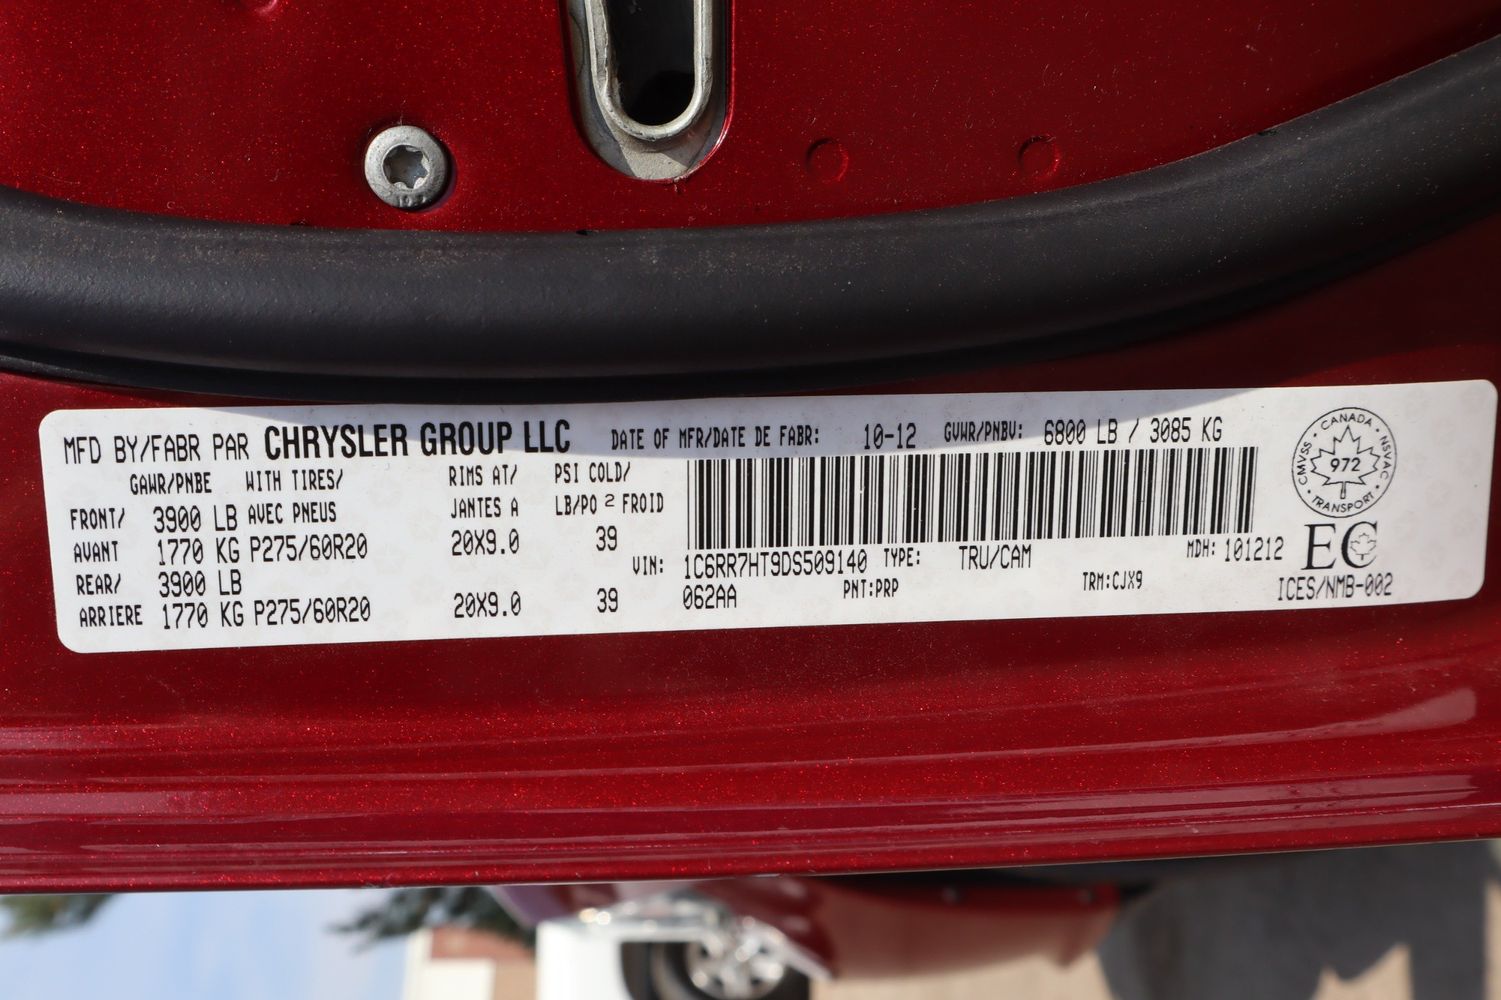 MFD BY/FABR PAR CHRYSLER GROUP LLC DATE OF MFR/DATE DE FABR: 10-12 GVWR/PNBV: 6800 LB / 3085 KG
GAWR/PNBE WITH TIRES/ RIMS AT/ PSI COLD/
FRONT/ 3900 LB AVEC PNEUS JANTES A LB/PO 2 FROID
AVANT 1770 KG P275/60R20 20X9.0 39
REAR/ 3900 LB
ARRIERE 1770 KG P275/60R20 20X9.0 39
VIN: 1C6RR7HT9DS509140 TYPE: TRU/CAM MDH: 101212
062AA PNT:PRP TRM:CJX9
CANADA • NSVAC • TRANSPORT • CMVSS •
972
EC
ICES/NMB-002